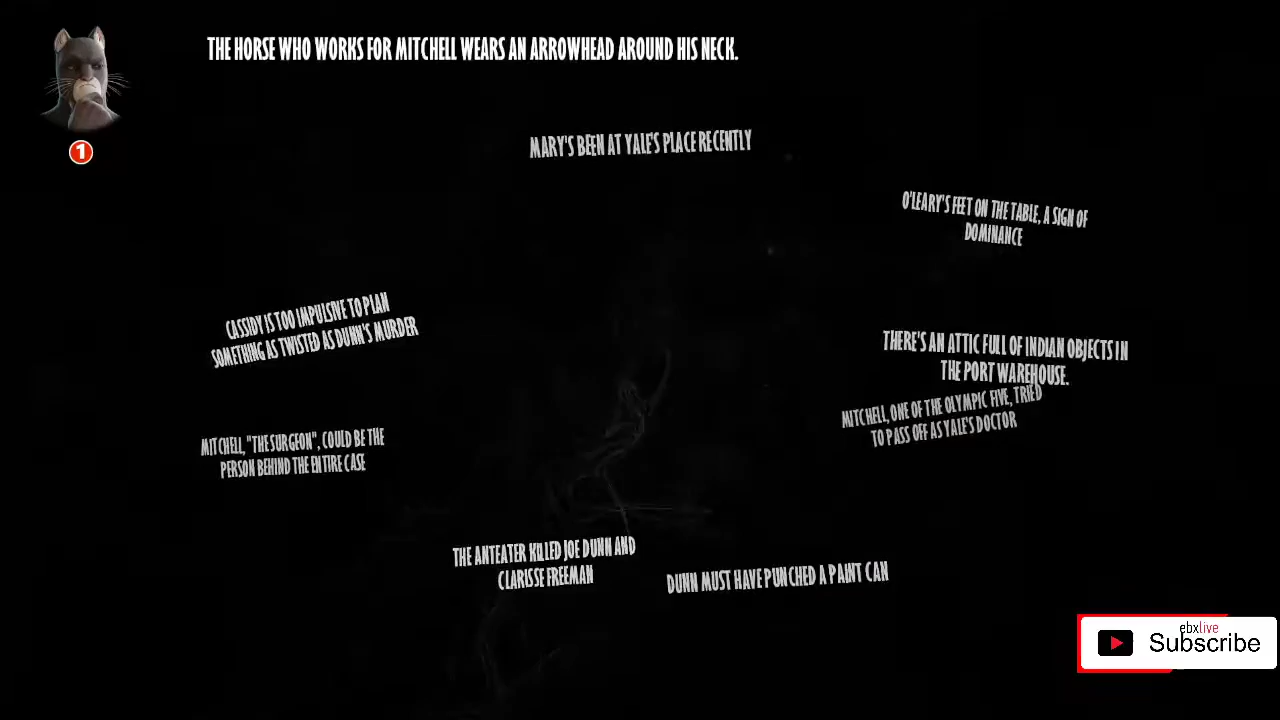 THE HORSE WHO WORKS FOR MITCHELL WEARS AN ARROWHEAD AROUND HIS NECK.
1
MARY'S BEEN AT YALE'S PLACE RECENTLY
O'LEARY'S FEET ON THE TABLE, A SIGN OF
DOMINANCE
CASSIDY IS TOO IMPULSIVE TO PLAN
SOMETHING AS TWISTED AS DUNN'S MURDER
THERE'S AN ATTIC FULL OF INDIAN OBJECTS IN
THE PORT WAREHOUSE.
MITCHELL, ONE OF THE OLYMPIC FIVE, TRIED
TO PASS OFF AS YALE'S DOCTOR
MITCHELL, "THE SURGEON", COULD BE THE
PERSON BEHIND THE ENTIRE CASE
THE ANTEATER KILLED JOE DUNN AND
CLARISSE FREEMAN
DUNN MUST HAVE PUNCHED A PAINT CAN
ebxlive
Subscribe